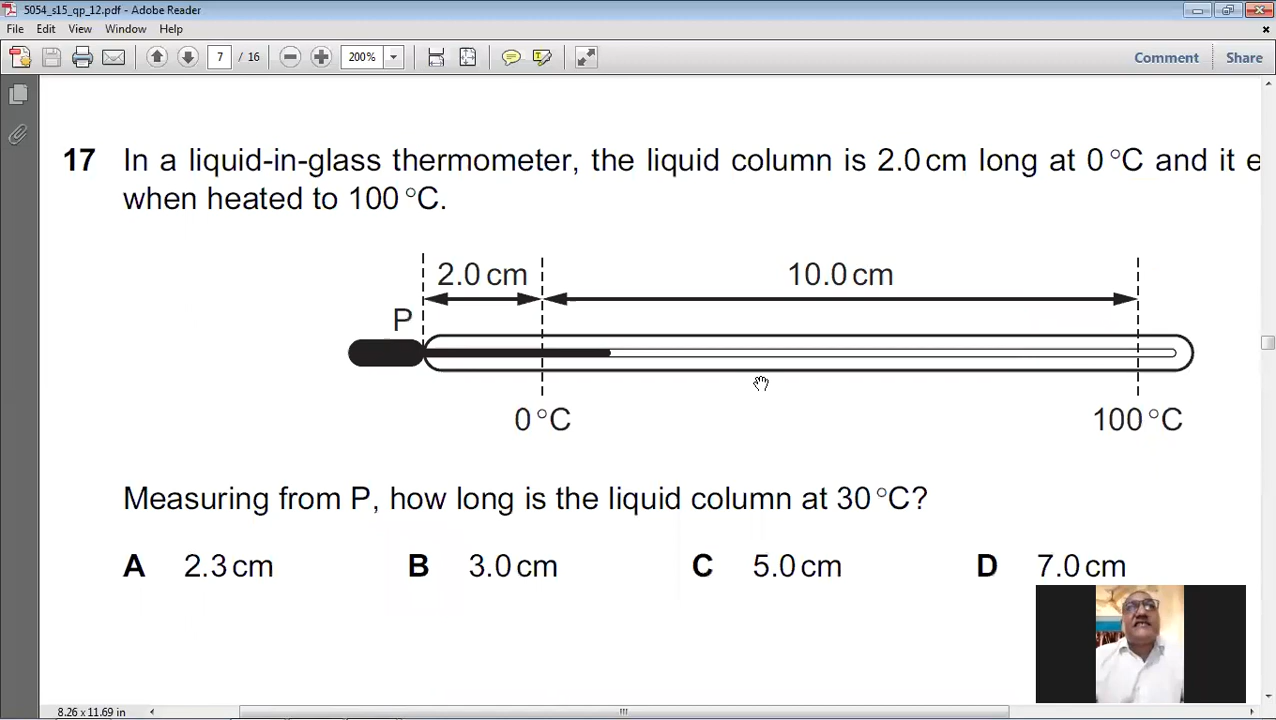 5054_s15_qp_12.pdf - Adobe Reader
File Edit View Window Help
7 / 16 200% Comment Share
17 In a liquid-in-glass thermometer, the liquid column is 2.0 cm long at 0 °C and it e
when heated to 100 °C.
2.0 cm 10.0 cm
P
0 °C 100 °C
Measuring from P, how long is the liquid column at 30 °C?
A 2.3 cm B 3.0 cm C 5.0 cm D 7.0 cm
8.26 x 11.69 in